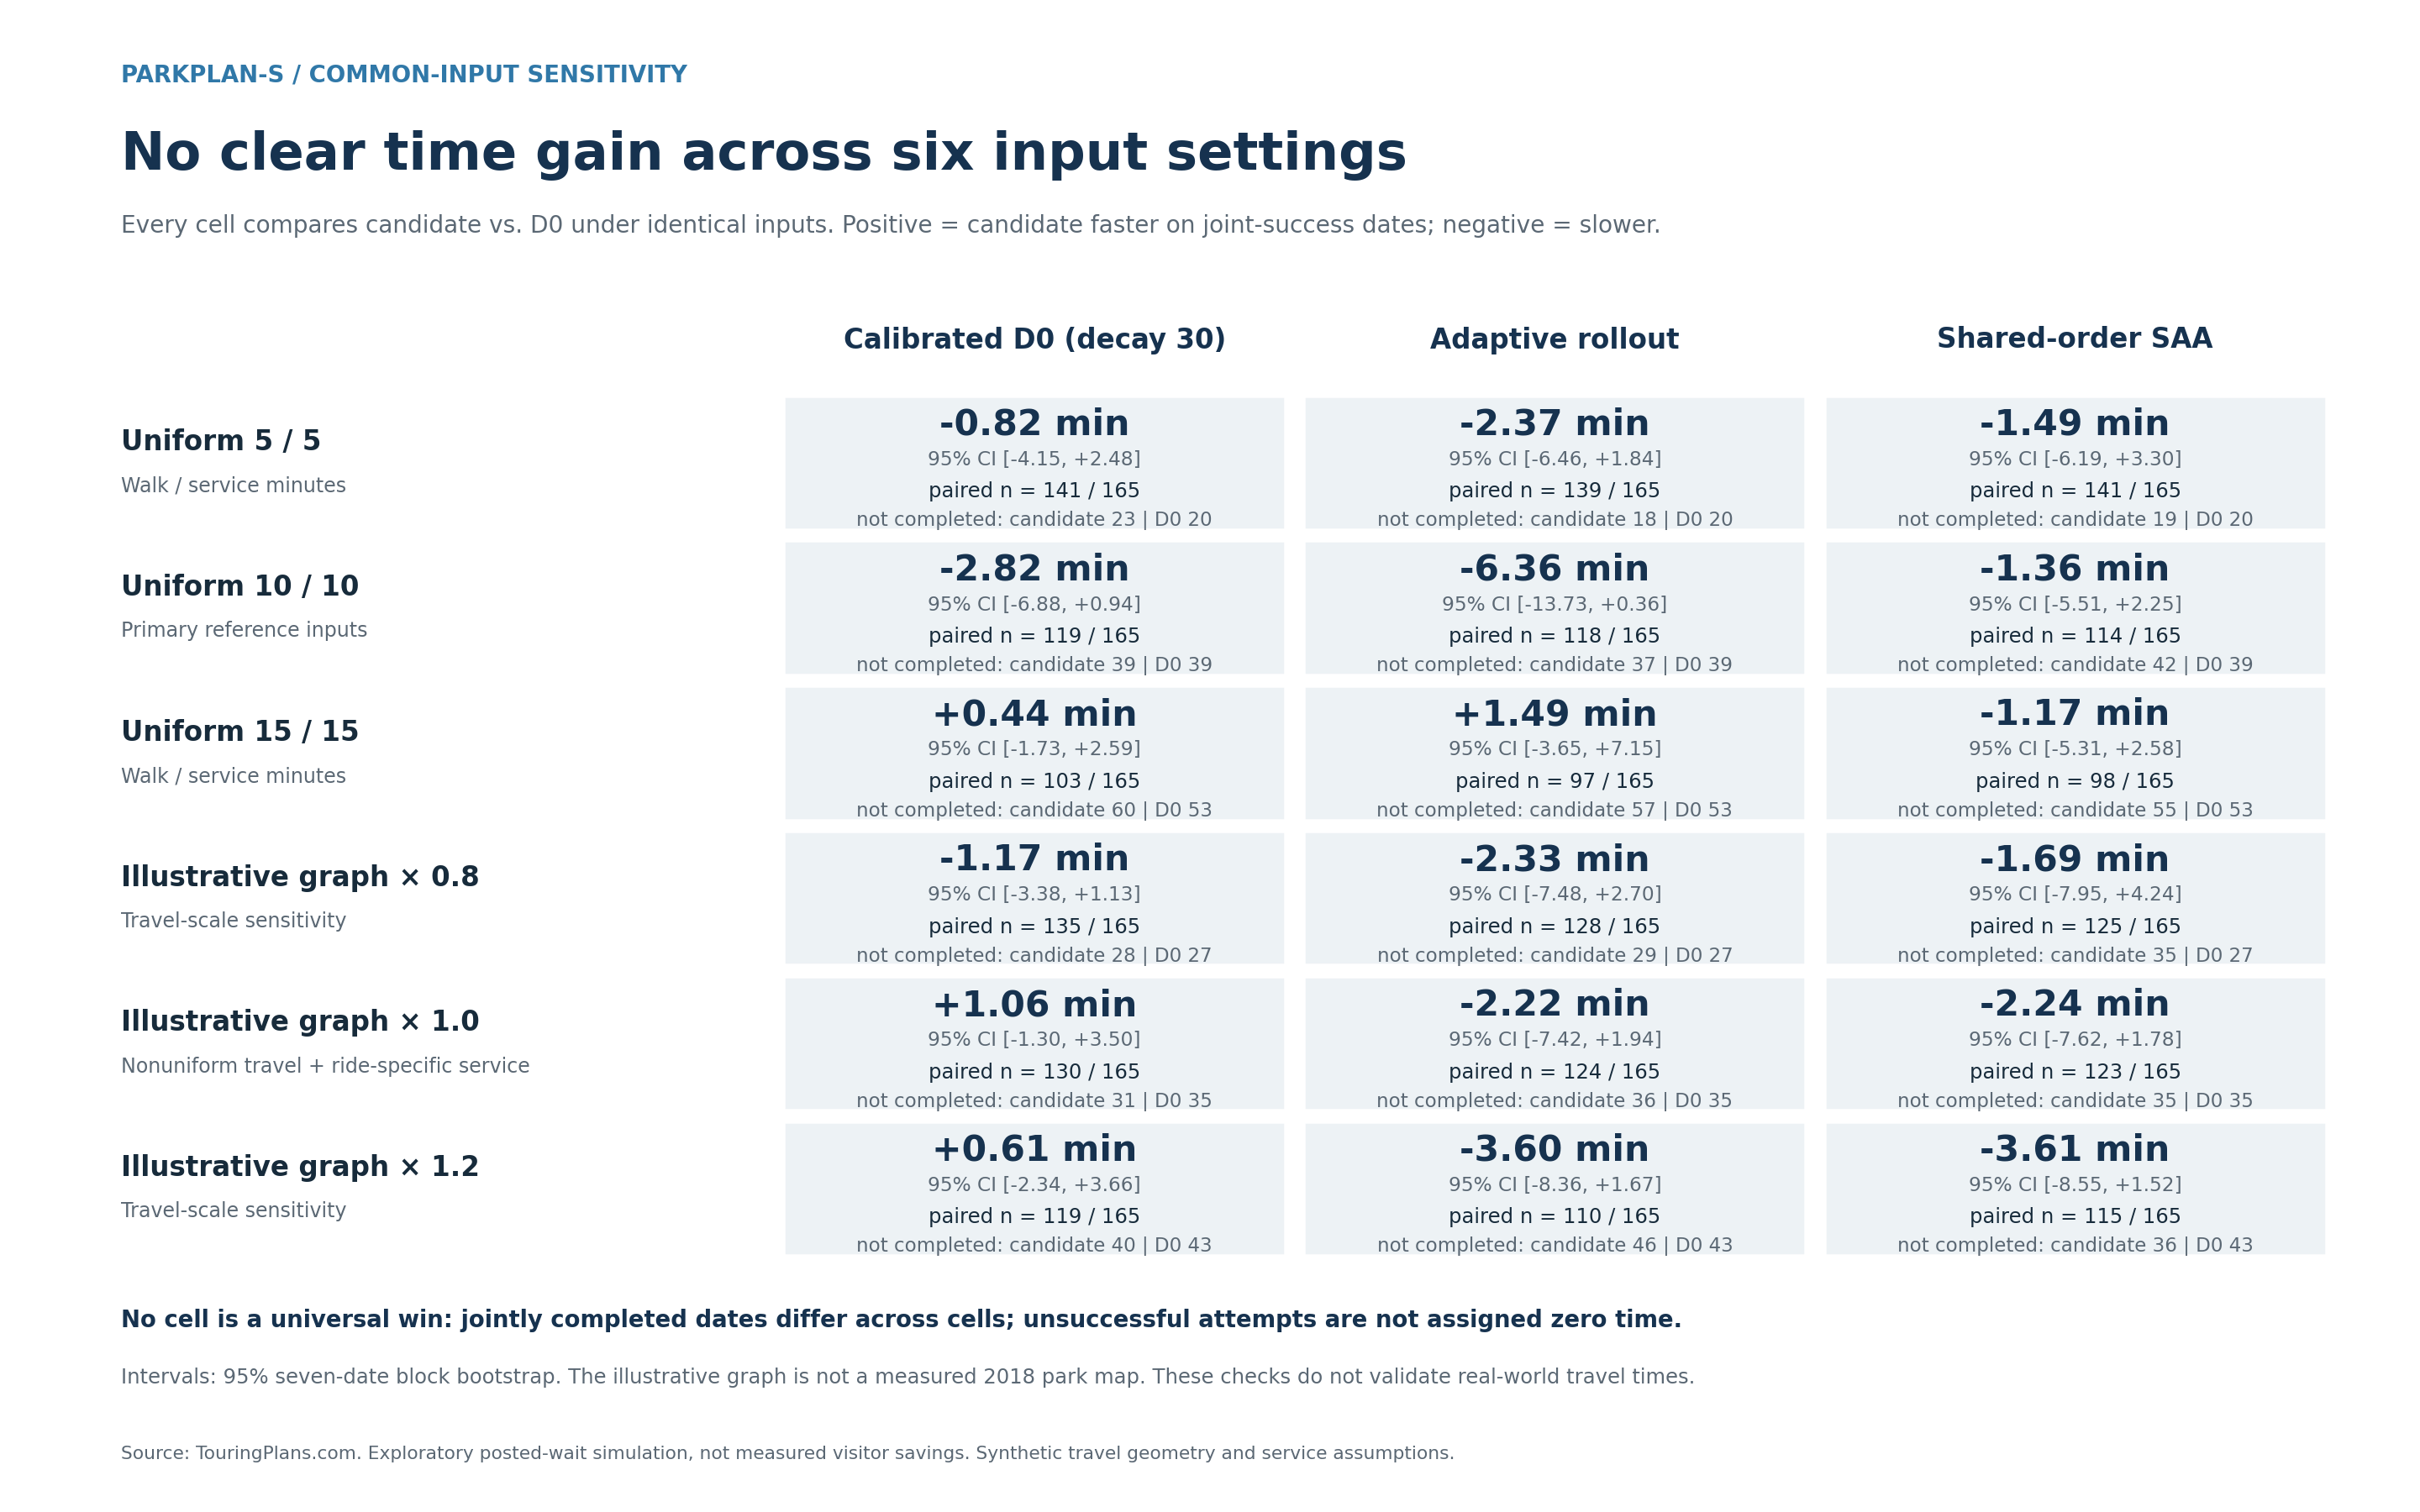 PARKPLAN-S / COMMON-INPUT SENSITIVITY
No clear time gain across six input settings
Every cell compares candidate vs. D0 under identical inputs. Positive = candidate faster on joint-success dates; negative = slower.
Calibrated D0 (decay 30)
Adaptive rollout
Shared-order SAA
Uniform 5 / 5
Walk / service minutes
-0.82 min
95% CI [-4.15, +2.48]
paired n = 141 / 165
not completed: candidate 23 | D0 20
-2.37 min
95% CI [-6.46, +1.84]
paired n = 139 / 165
not completed: candidate 18 | D0 20
-1.49 min
95% CI [-6.19, +3.30]
paired n = 141 / 165
not completed: candidate 19 | D0 20
Uniform 10 / 10
Primary reference inputs
-2.82 min
95% CI [-6.88, +0.94]
paired n = 119 / 165
not completed: candidate 39 | D0 39
-6.36 min
95% CI [-13.73, +0.36]
paired n = 118 / 165
not completed: candidate 37 | D0 39
-1.36 min
95% CI [-5.51, +2.25]
paired n = 114 / 165
not completed: candidate 42 | D0 39
Uniform 15 / 15
Walk / service minutes
+0.44 min
95% CI [-1.73, +2.59]
paired n = 103 / 165
not completed: candidate 60 | D0 53
+1.49 min
95% CI [-3.65, +7.15]
paired n = 97 / 165
not completed: candidate 57 | D0 53
-1.17 min
95% CI [-5.31, +2.58]
paired n = 98 / 165
not completed: candidate 55 | D0 53
Illustrative graph × 0.8
Travel-scale sensitivity
-1.17 min
95% CI [-3.38, +1.13]
paired n = 135 / 165
not completed: candidate 28 | D0 27
-2.33 min
95% CI [-7.48, +2.70]
paired n = 128 / 165
not completed: candidate 29 | D0 27
-1.69 min
95% CI [-7.95, +4.24]
paired n = 125 / 165
not completed: candidate 35 | D0 27
Illustrative graph × 1.0
Nonuniform travel + ride-specific service
+1.06 min
95% CI [-1.30, +3.50]
paired n = 130 / 165
not completed: candidate 31 | D0 35
-2.22 min
95% CI [-7.42, +1.94]
paired n = 124 / 165
not completed: candidate 36 | D0 35
-2.24 min
95% CI [-7.62, +1.78]
paired n = 123 / 165
not completed: candidate 35 | D0 35
Illustrative graph × 1.2
Travel-scale sensitivity
+0.61 min
95% CI [-2.34, +3.66]
paired n = 119 / 165
not completed: candidate 40 | D0 43
-3.60 min
95% CI [-8.36, +1.67]
paired n = 110 / 165
not completed: candidate 46 | D0 43
-3.61 min
95% CI [-8.55, +1.52]
paired n = 115 / 165
not completed: candidate 36 | D0 43
No cell is a universal win: jointly completed dates differ across cells; unsuccessful attempts are not assigned zero time.
Intervals: 95% seven-date block bootstrap. The illustrative graph is not a measured 2018 park map. These checks do not validate real-world travel times.
Source: TouringPlans.com. Exploratory posted-wait simulation, not measured visitor savings. Synthetic travel geometry and service assumptions.